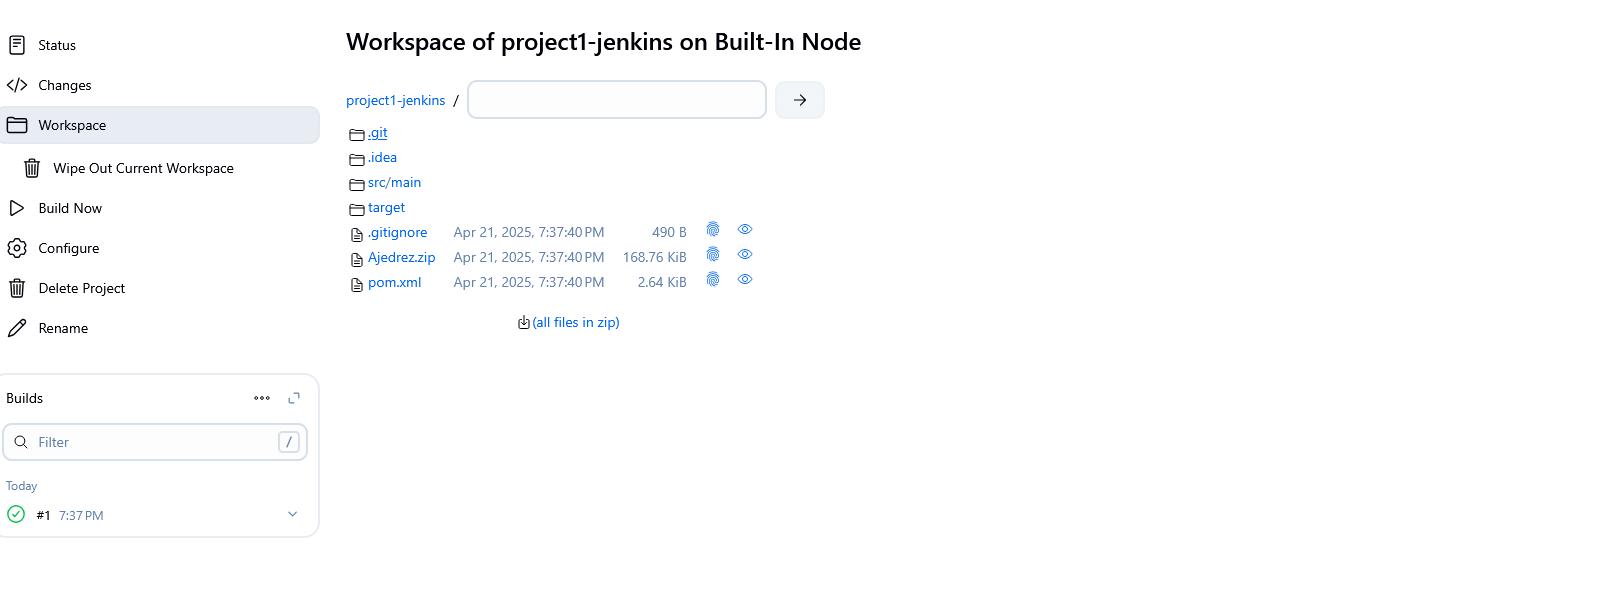 Status
Changes
Workspace
Wipe Out Current Workspace
Build Now
Configure
Delete Project
Rename
Builds
Filter /
Today
#1 7:37 PM
Workspace of project1-jenkins on Built-In Node
project1-jenkins /
.git
.idea
src/main
target
.gitignore Apr 21, 2025, 7:37:40 PM 490 B
Ajedrez.zip Apr 21, 2025, 7:37:40 PM 168.76 KiB
pom.xml Apr 21, 2025, 7:37:40 PM 2.64 KiB
(all files in zip)